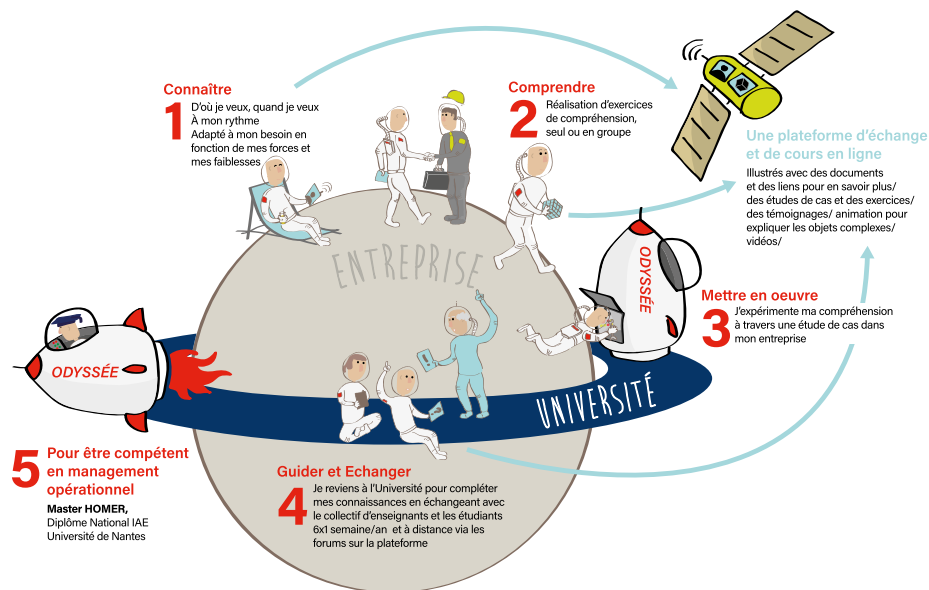 Connaître
1
D'où je veux, quand je veux
À mon rythme
Adapté à mon besoin en
fonction de mes forces et
mes faiblesses
Comprendre
2
Réalisation d'exercices
de compréhension,
seul ou en groupe
Une plateforme d'échange
et de cours en ligne
Illustrés avec des documents
et des liens pour en savoir plus/
des études de cas et des exercices/
des témoignages/ animation pour
expliquer les objets complexes/
vidéos/
ENTREPRISE
ODYSSÉE
Mettre en oeuvre
3
J'expérimente ma compréhension
à travers une étude de cas dans
mon entreprise
ODYSSÉE
UNIVERSITÉ
Guider et Echanger
4
Je reviens à l'Université pour compléter
mes connaissances en échangeant avec
le collectif d'enseignants et les étudiants
6x1 semaine/an et à distance via les
forums sur la plateforme
5
Pour être compétent
en management
opérationnel
Master HOMER,
Diplôme National IAE
Université de Nantes